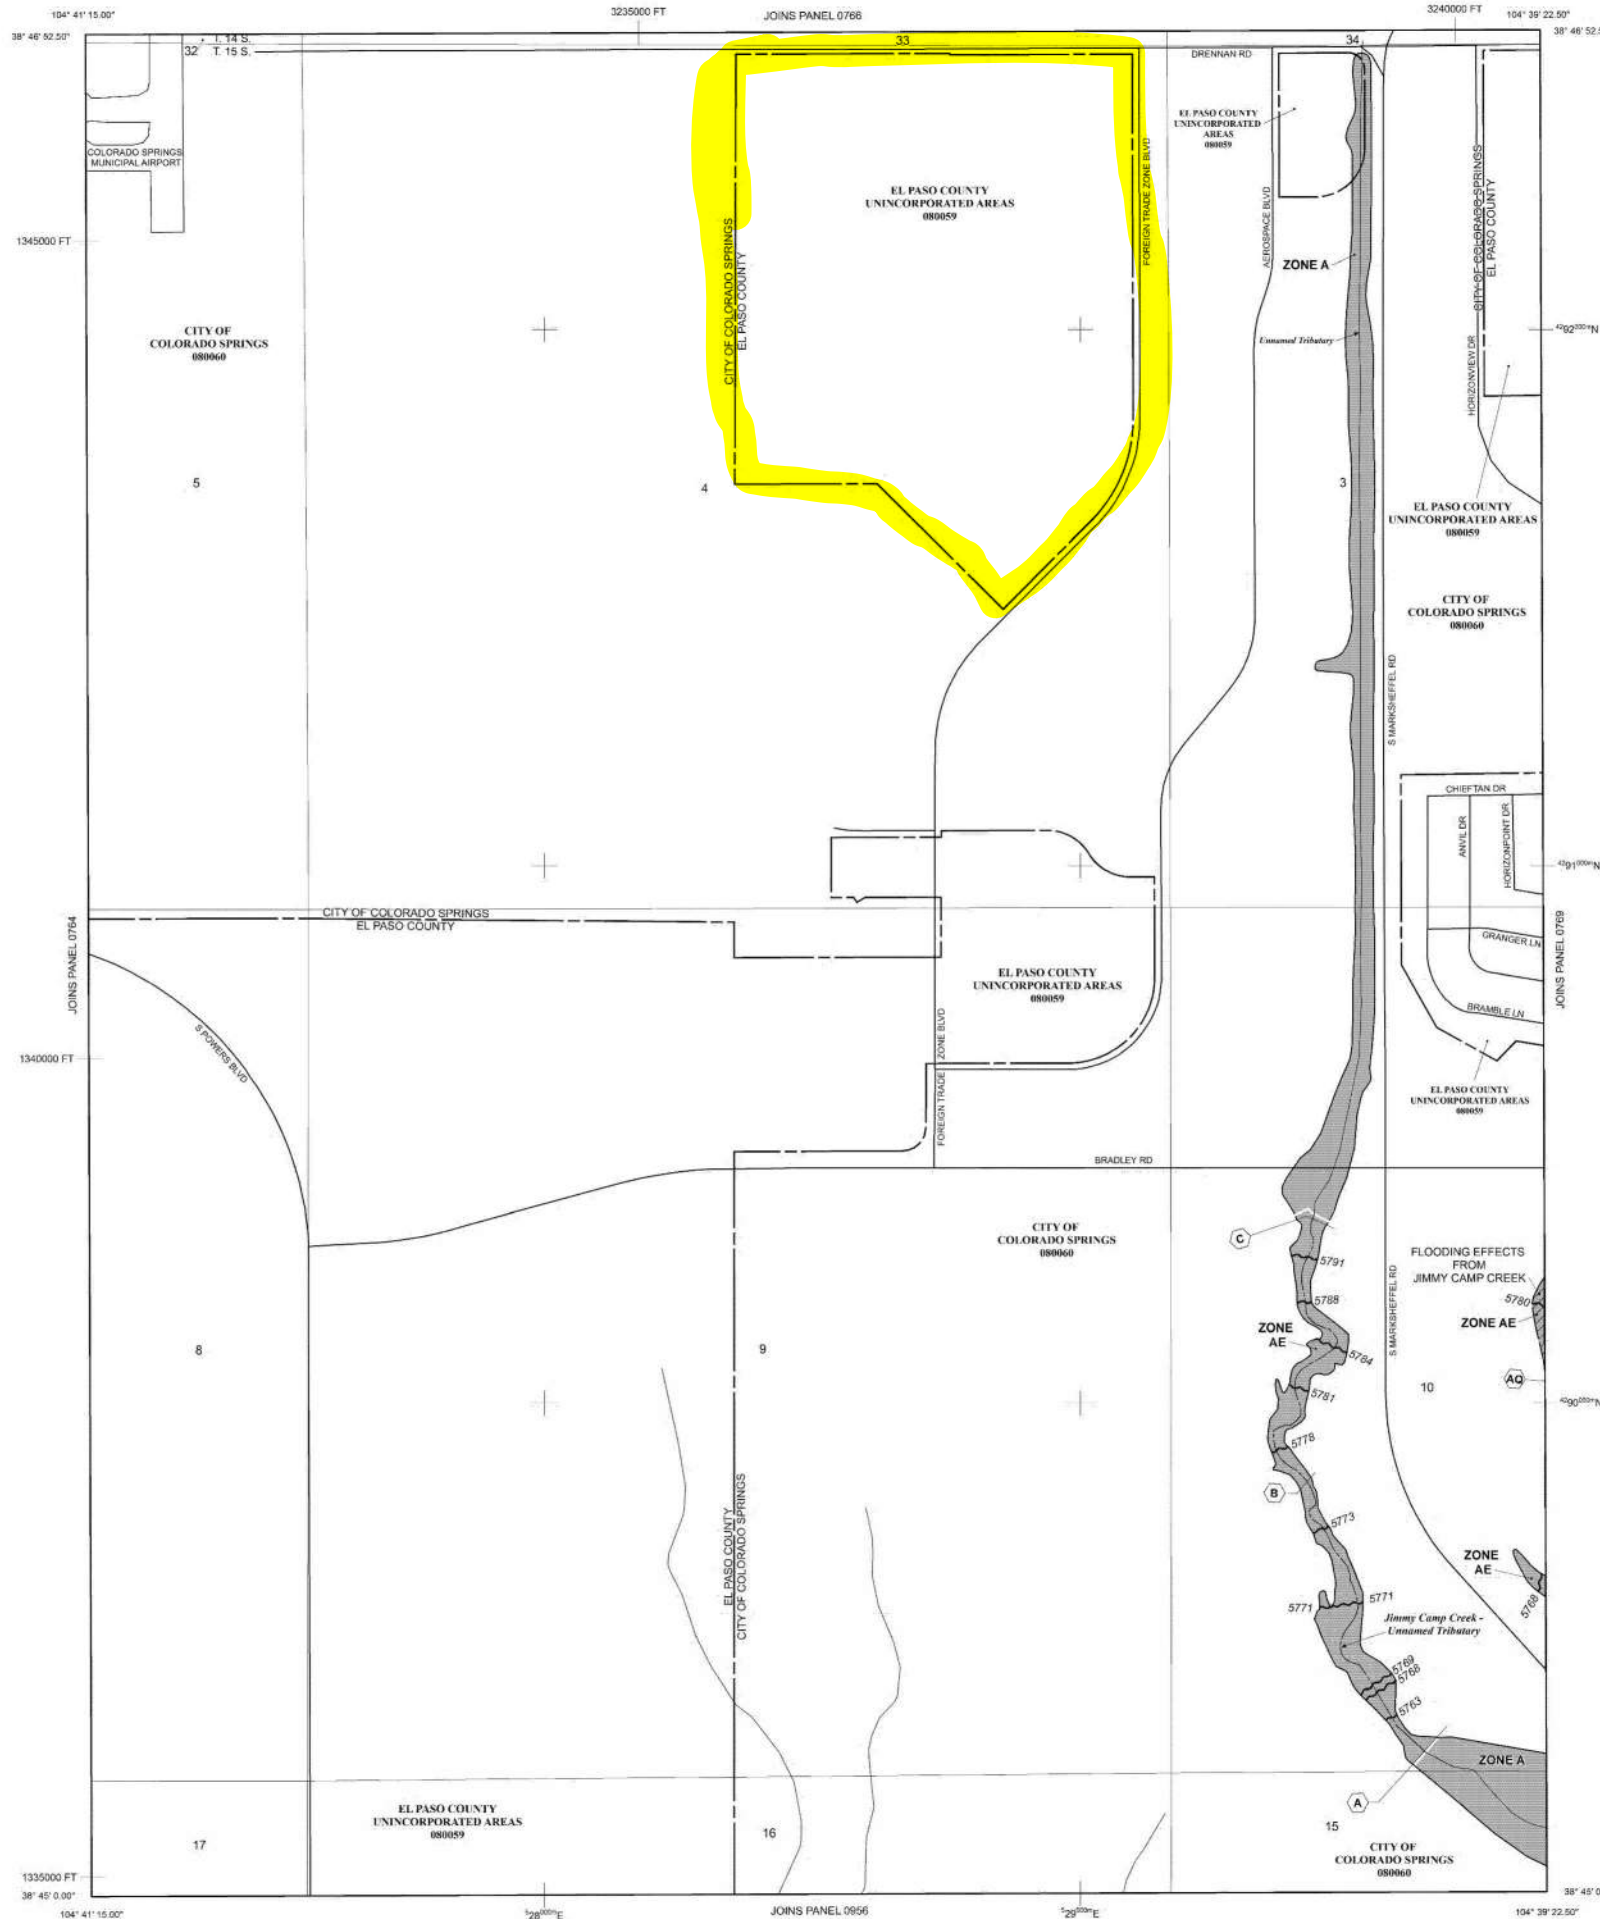 104° 41' 15.00"
3235000 FT
JOINS PANEL 0766
3240000 FT
104° 39' 22.50"
38° 46' 52.50"
T. 14 S.
32 T. 15 S.
33
34
DRENNAN RD
EL PASO COUNTY
UNINCORPORATED
AREAS
080059
COLORADO SPRINGS
MUNICIPAL AIRPORT
EL PASO COUNTY
UNINCORPORATED AREAS
080059
FOREIGN TRADE ZONE BLVD
AEROSPACE BLVD
CITY OF COLORADO SPRINGS
EL PASO COUNTY
1345000 FT
CITY OF COLORADO SPRINGS
EL PASO COUNTY
ZONE A
Unnamed Tributary
CITY OF
COLORADO SPRINGS
080060
HORIZONVIEW DR
5
4
3
EL PASO COUNTY
UNINCORPORATED AREAS
080059
CITY OF
COLORADO SPRINGS
080060
S MARKSHEFFEL RD
CHIEFTAN DR
ANVIL DR
HORIZONPOINT DR
GRANGER LN
BRAMBLE LN
CITY OF COLORADO SPRINGS
EL PASO COUNTY
JOINS PANEL 0764
JOINS PANEL 0769
EL PASO COUNTY
UNINCORPORATED AREAS
080059
S POWERS BLVD
FOREIGN TRADE ZONE BLVD
1340000 FT
EL PASO COUNTY
UNINCORPORATED AREAS
080059
BRADLEY RD
CITY OF
COLORADO SPRINGS
080060
C
5791
5788
FLOODING EFFECTS
FROM
JIMMY CAMP CREEK
5780
ZONE AE
ZONE
AE
S MARKSHEFFEL RD
5784
8
9
10
AQ
5781
5778
B
5773
EL PASO COUNTY
CITY OF COLORADO SPRINGS
ZONE
AE
5768
5771
5771
Jimmy Camp Creek -
Unnamed Tributary
5769
5768
5763
ZONE A
A
EL PASO COUNTY
UNINCORPORATED AREAS
080059
17
16
15
CITY OF
COLORADO SPRINGS
080060
1335000 FT
38° 45' 0.00"
104° 41' 15.00"
JOINS PANEL 0956
104° 39' 22.50"